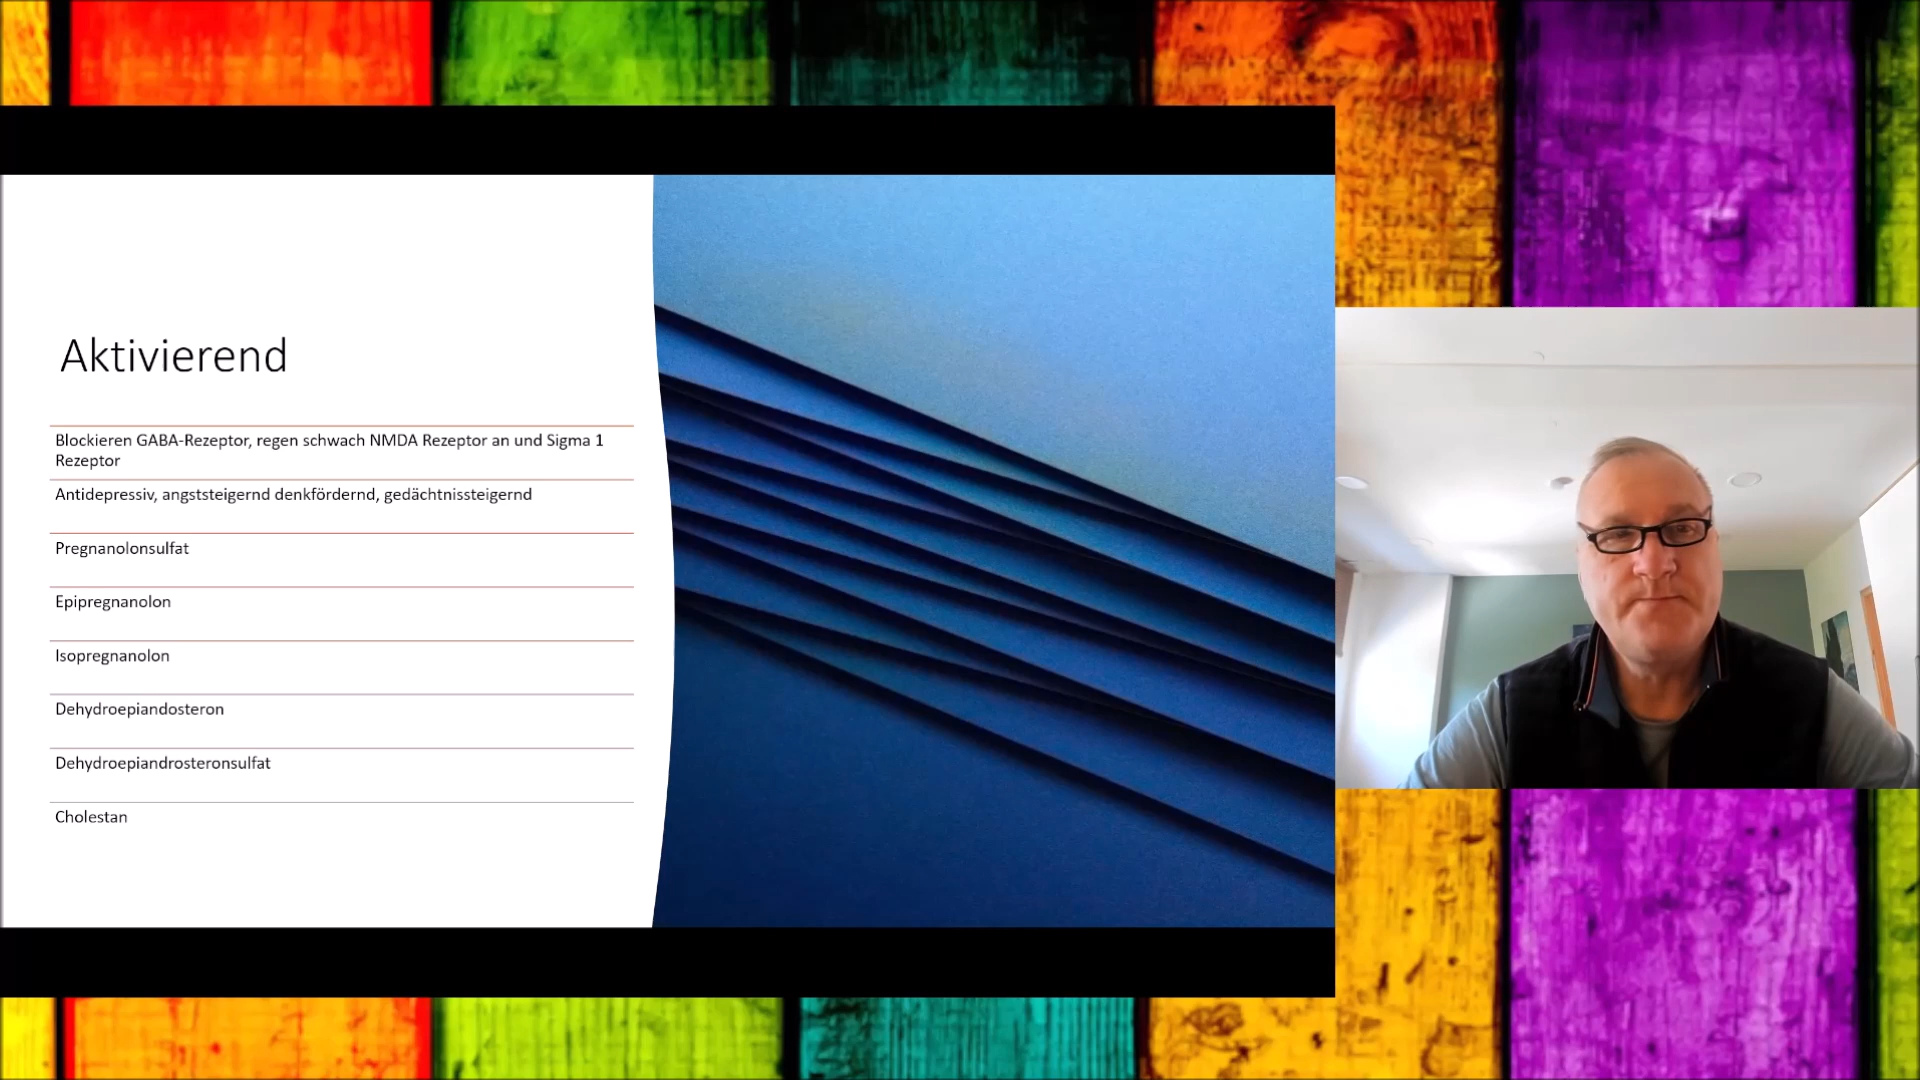 Aktivierend
Blockieren GABA-Rezeptor, regen schwach NMDA Rezeptor an und Sigma 1
Rezeptor
Antidepressiv, angststeigernd denkfördernd, gedächtnissteigernd
Pregnanolonsulfat
Epipregnanolon
Isopregnanolon
Dehydroepiandosteron
Dehydroepiandrosteronsulfat
Cholestan